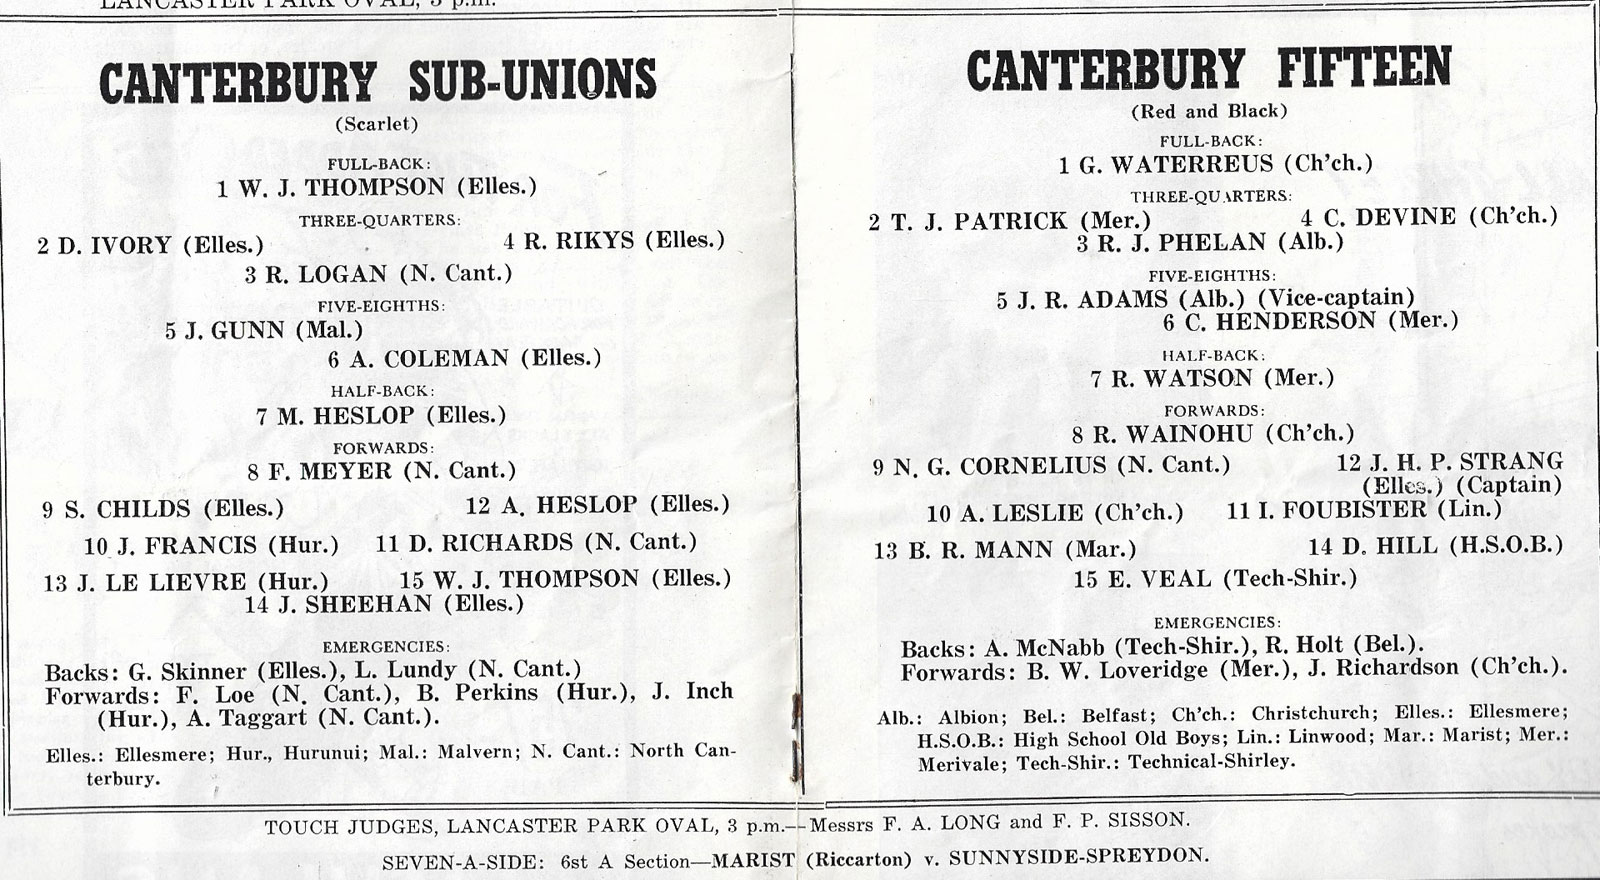 LANCASTER PARK OVAL, 3 p.m.
CANTERBURY SUB-UNIONS
(Scarlet)
FULL-BACK:
1 W. J. THOMPSON (Elles.)
THREE-QUARTERS:
2 D. IVORY (Elles.) 4 R. RIKYS (Elles.)
3 R. LOGAN (N. Cant.)
FIVE-EIGHTHS:
5 J. GUNN (Mal.)
6 A. COLEMAN (Elles.)
HALF-BACK:
7 M. HESLOP (Elles.)
FORWARDS:
8 F. MEYER (N. Cant.)
9 S. CHILDS (Elles.) 12 A. HESLOP (Elles.)
10 J. FRANCIS (Hur.) 11 D. RICHARDS (N. Cant.)
13 J. LE LIEVRE (Hur.) 15 W. J. THOMPSON (Elles.)
14 J. SHEEHAN (Elles.)
EMERGENCIES:
Backs: G. Skinner (Elles.), L. Lundy (N. Cant.)
Forwards: F. Loe (N. Cant.), B. Perkins (Hur.), J. Inch
(Hur.), A. Taggart (N. Cant.).
Elles.: Ellesmere; Hur., Hurunui; Mal.: Malvern; N. Cant.: North Can-
terbury.
CANTERBURY FIFTEEN
(Red and Black)
FULL-BACK:
1 G. WATERREUS (Ch'ch.)
THREE-QUARTERS:
2 T. J. PATRICK (Mer.) 4 C. DEVINE (Ch'ch.)
3 R. J. PHELAN (Alb.)
FIVE-EIGHTHS:
5 J. R. ADAMS (Alb.) (Vice-captain)
6 C. HENDERSON (Mer.)
HALF-BACK:
7 R. WATSON (Mer.)
FORWARDS:
8 R. WAINOHU (Ch'ch.)
9 N. G. CORNELIUS (N. Cant.) 12 J. H. P. STRANG
(Elles.) (Captain)
10 A. LESLIE (Ch'ch.) 11 I. FOUBISTER (Lin.)
13 B. R. MANN (Mar.) 14 D. HILL (H.S.O.B.)
15 E. VEAL (Tech-Shir.)
EMERGENCIES:
Backs: A. McNabb (Tech-Shir.), R. Holt (Bel.).
Forwards: B. W. Loveridge (Mer.), J. Richardson (Ch'ch.).
Alb.: Albion; Bel.: Belfast; Ch'ch.: Christchurch; Elles.: Ellesmere;
H.S.O.B.: High School Old Boys; Lin.: Linwood; Mar.: Marist; Mer.:
Merivale; Tech-Shir.: Technical-Shirley.
TOUCH JUDGES, LANCASTER PARK OVAL, 3 p.m.—Messrs F. A. LONG and F. P. SISSON.
SEVEN-A-SIDE: 6st A Section—MARIST (Riccarton) v. SUNNYSIDE-SPREYDON.